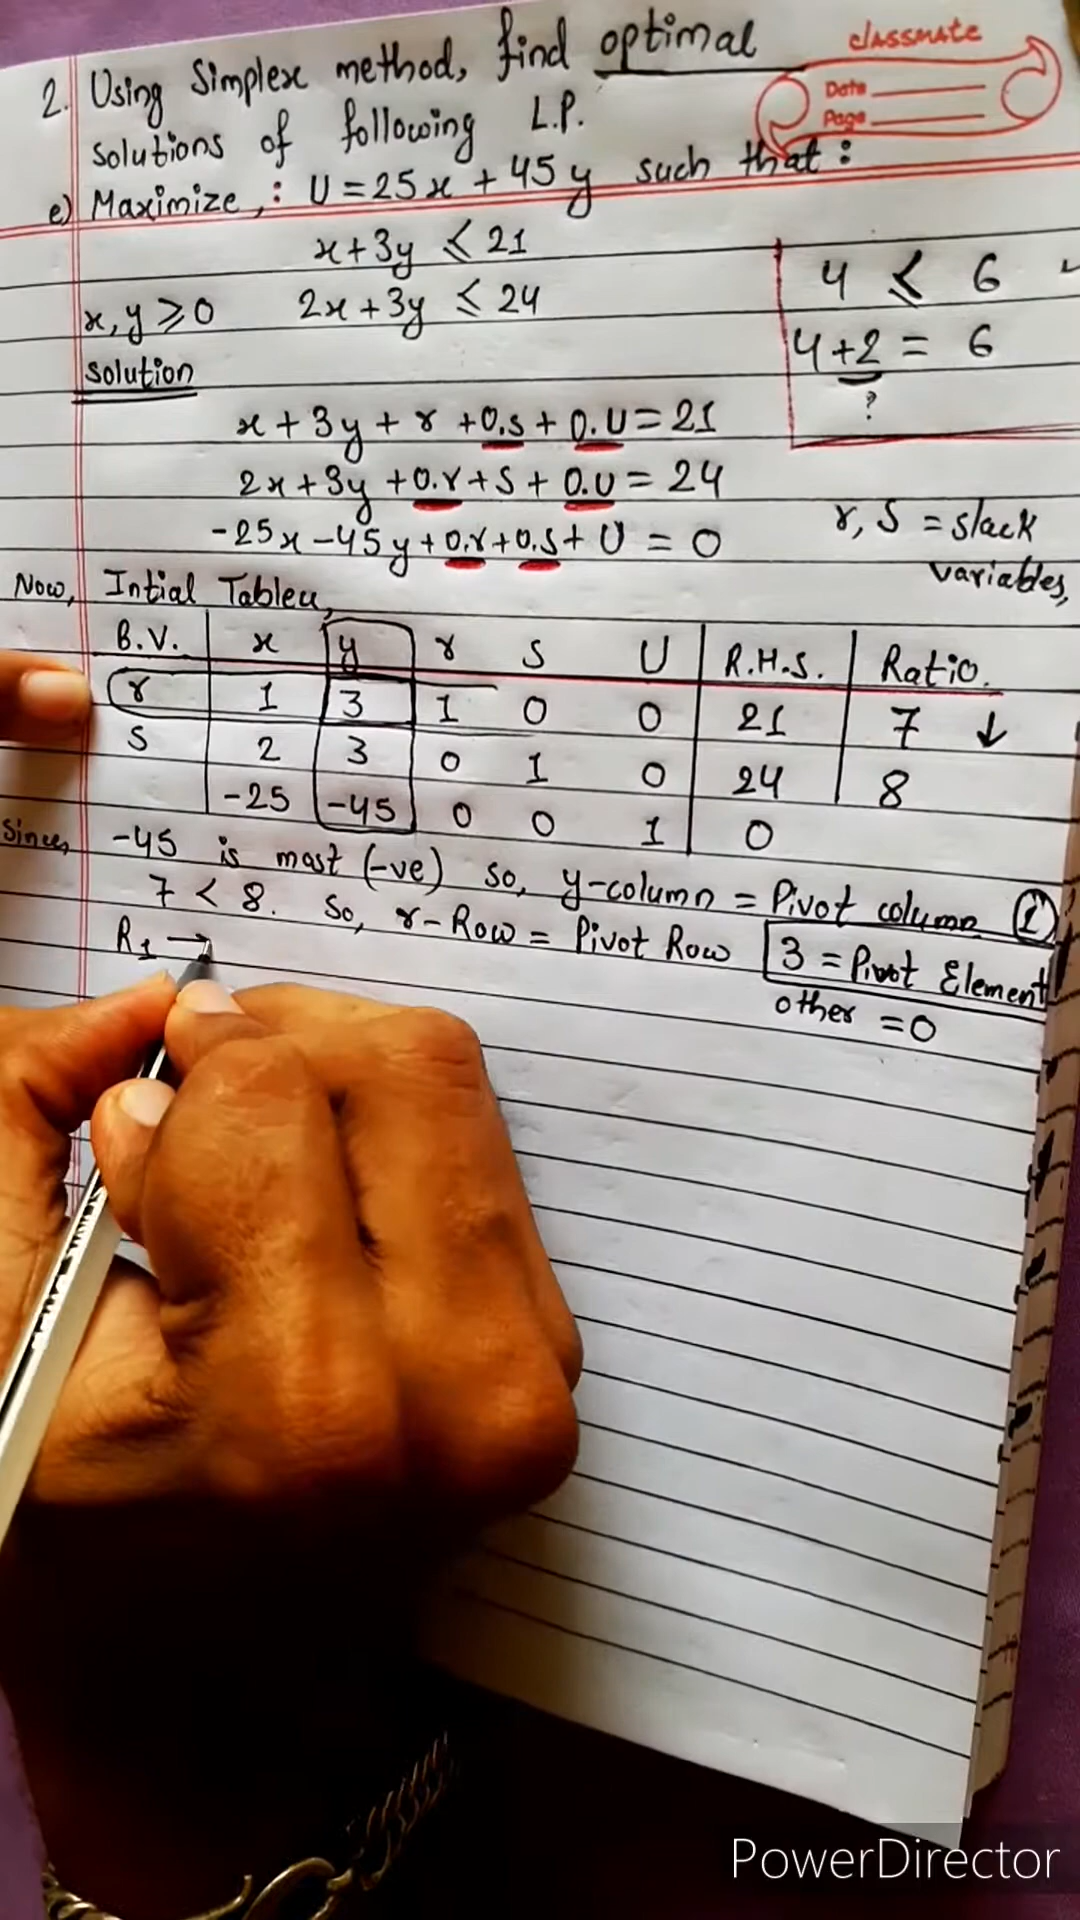 2. Using Simplex method, find optimal
solutions of following L.P.
classmate
Date
Page
e) Maximize,: U = 25x + 45y such that:
x + 3y ≤ 21
x, y ≥ 0 2x + 3y ≤ 24
4 ≤ 6
4 + 2 = 6
?
solution
x + 3y + r + 0.s + 0.U = 21
2x + 3y + 0.r + s + 0.U = 24
-25x - 45y + 0.r + 0.s + U = 0
r, s = slack
variables,
Now, Intial Tableu,
B.V. x y r s U R.H.S. Ratio.
r 1 3 1 0 0 21 7 ↓
s 2 3 0 1 0 24 8
-25 -45 0 0 1 0
Since, -45 is most (-ve) so, y-column = Pivot column ①
7 < 8. So, r-Row = Pivot Row 3 = Pivot Element
other = 0
R1 →
PowerDirector